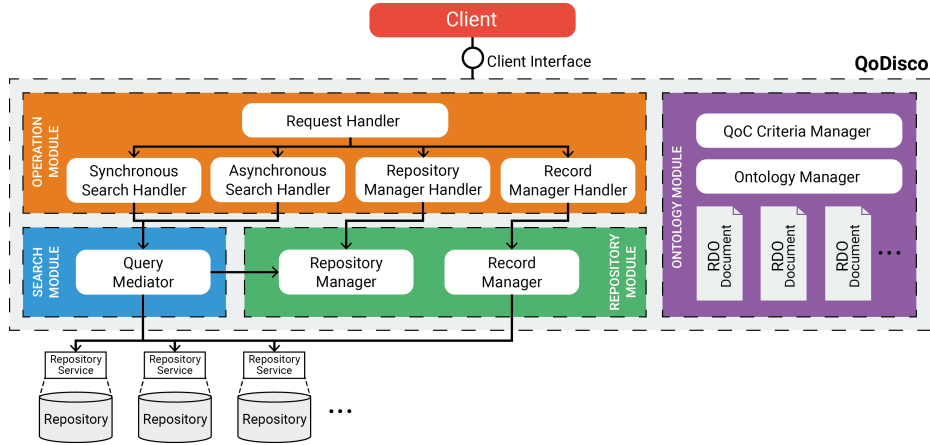 Client
Client Interface
QoDisco
OPERATION
MODULE
Request Handler
Synchronous
Search Handler
Asynchronous
Search Handler
Repository
Manager Handler
Record
Manager Handler
SEARCH
MODULE
Query
Mediator
Repository
Manager
Record
Manager
REPOSITORY
MODULE
ONTOLOGY MODULE
QoC Criteria Manager
Ontology Manager
RDO
Document
RDO
Document
RDO
Document
...
Repository
Service
Repository
Service
Repository
Service
Repository
Repository
Repository
...